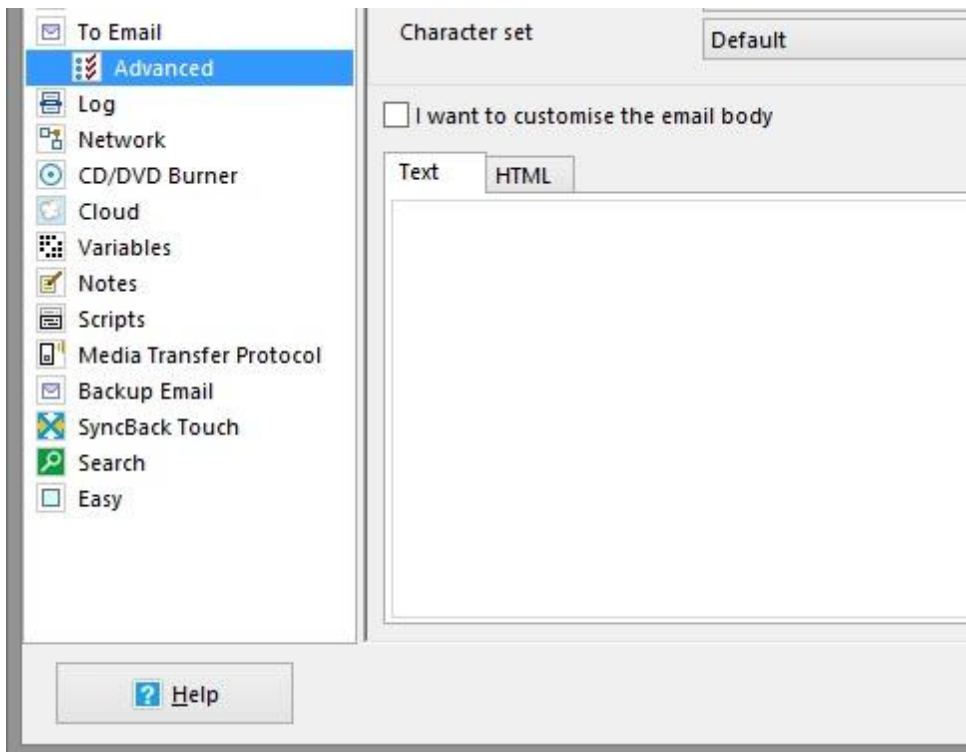 To Email
Advanced
Log
Network
CD/DVD Burner
Cloud
Variables
Notes
Scripts
Media Transfer Protocol
Backup Email
SyncBack Touch
Search
Easy
Character set
Default
I want to customise the email body
Text
HTML
Help